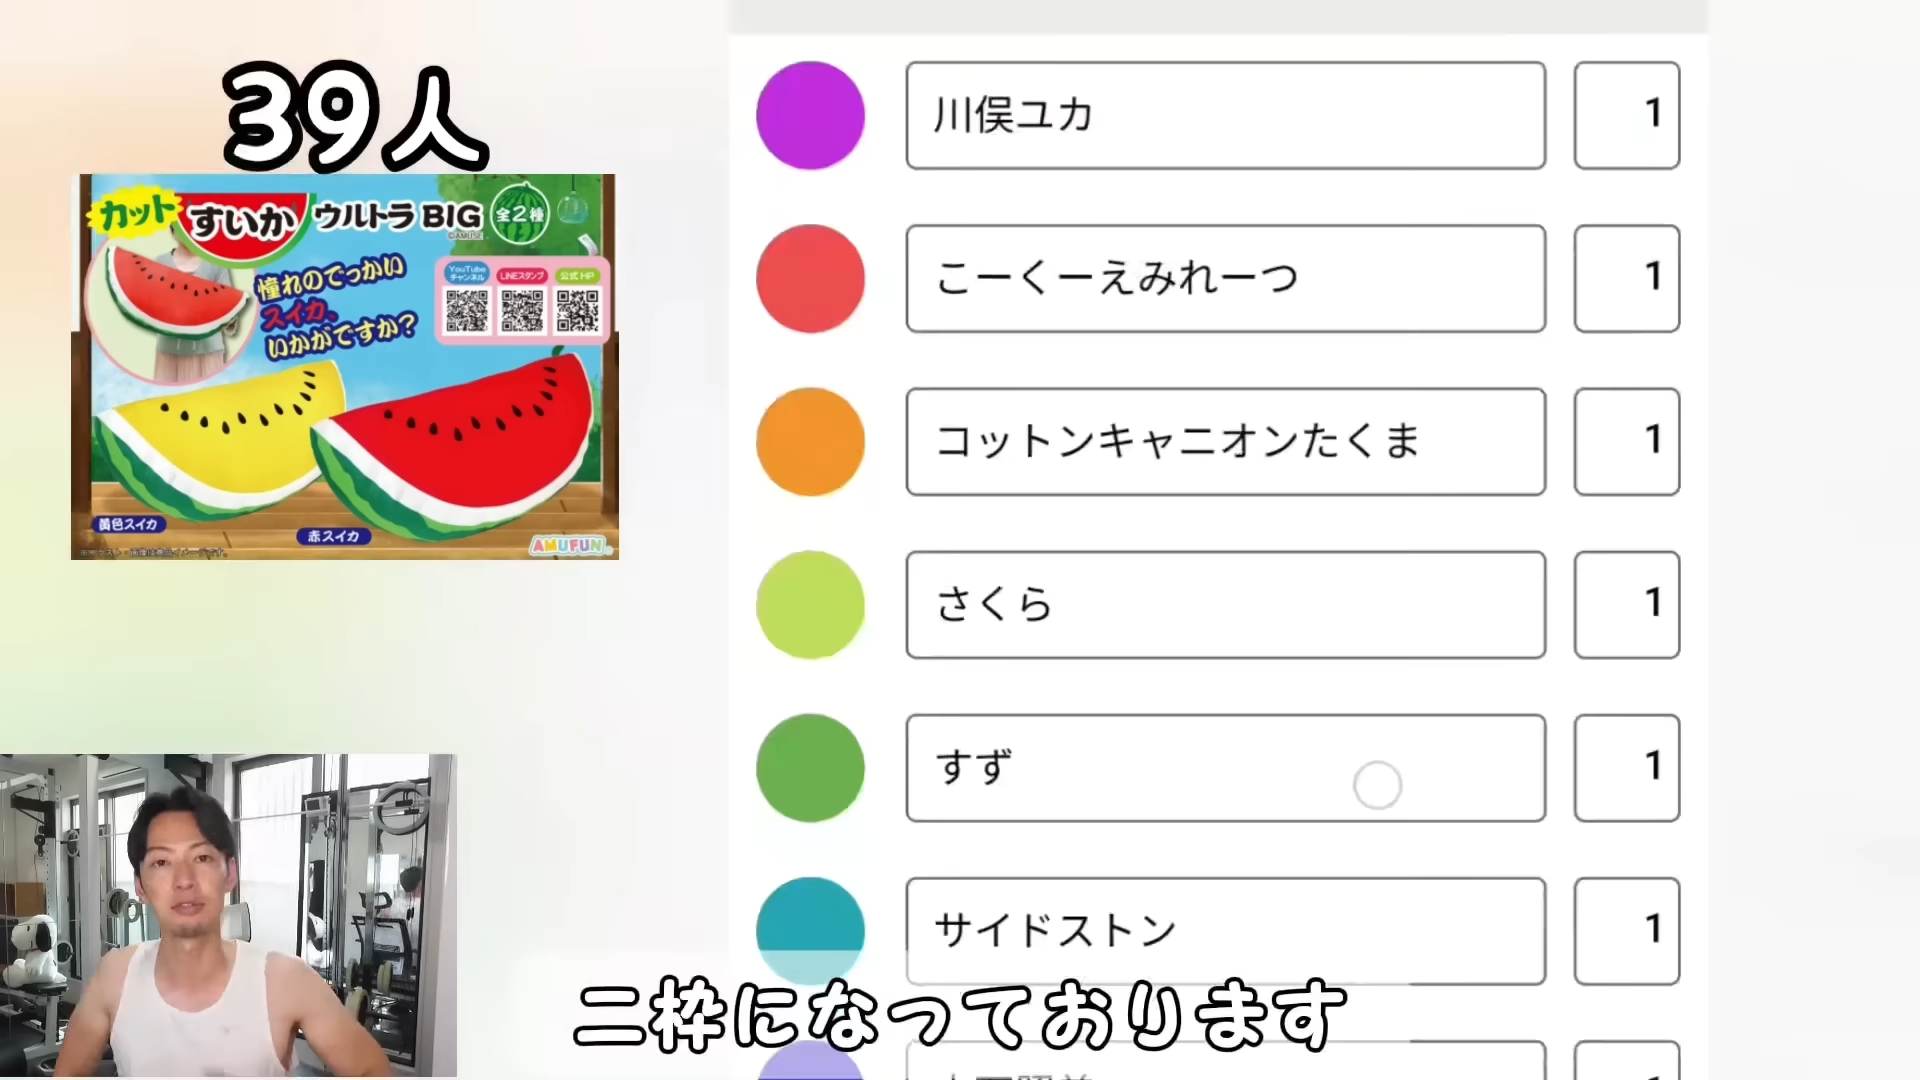 39人
カット すいか ウルトラBIG 全2種
©AMUSE
憧れのでっかい
スイカ、
いかがですか?
YouTube
チャンネル
LINEスタンプ
公式HP
黄色スイカ
赤スイカ
AMUFUN
川俣ユカ 1
こーくーえみれーつ 1
コットンキャニオンたくま 1
さくら 1
すず 1
サイドストン 1
二枠になっております